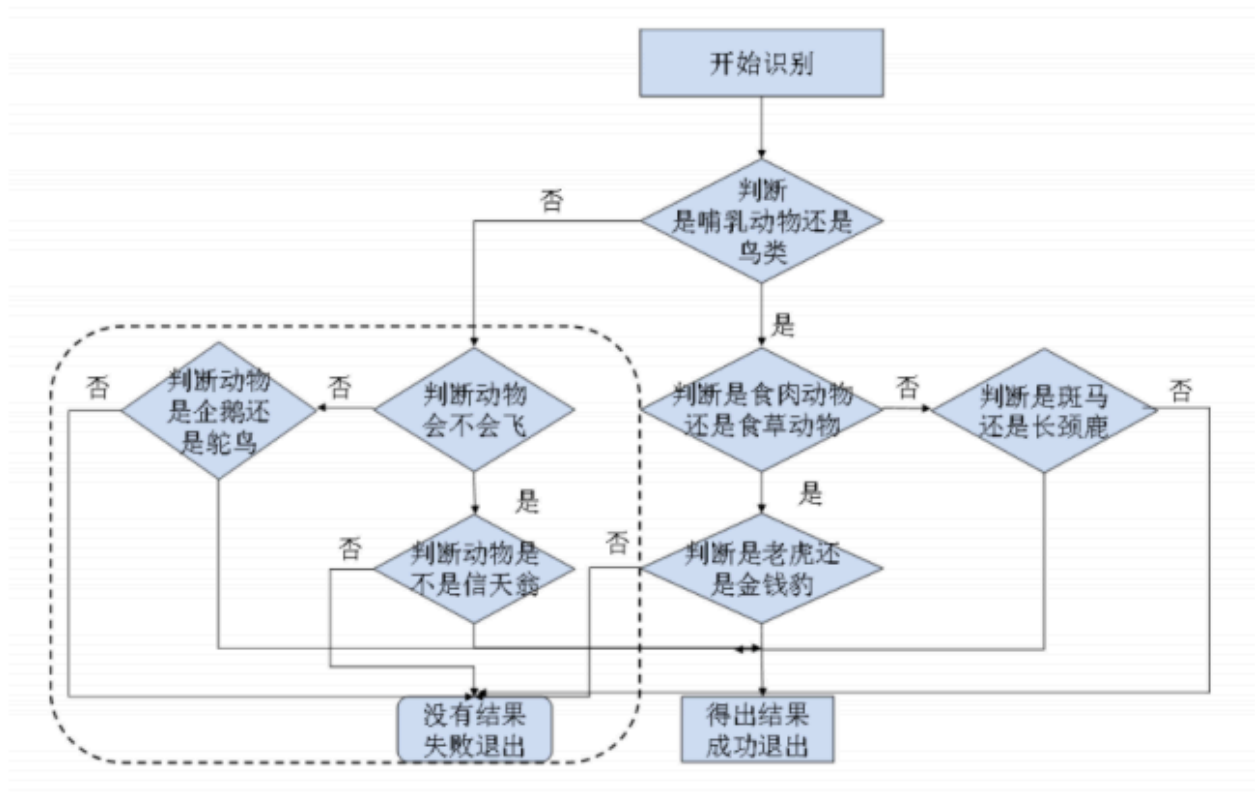 开始识别
判断
是哺乳动物还是
鸟类
否
是
判断动物
是企鹅还
是鸵鸟
否
否
判断动物
会不会飞
判断是食肉动物
还是食草动物
否
判断是斑马
还是长颈鹿
否
是
是
判断动物是
不是信天翁
否
判断是老虎还
是金钱豹
否
没有结果
失败退出
得出结果
成功退出